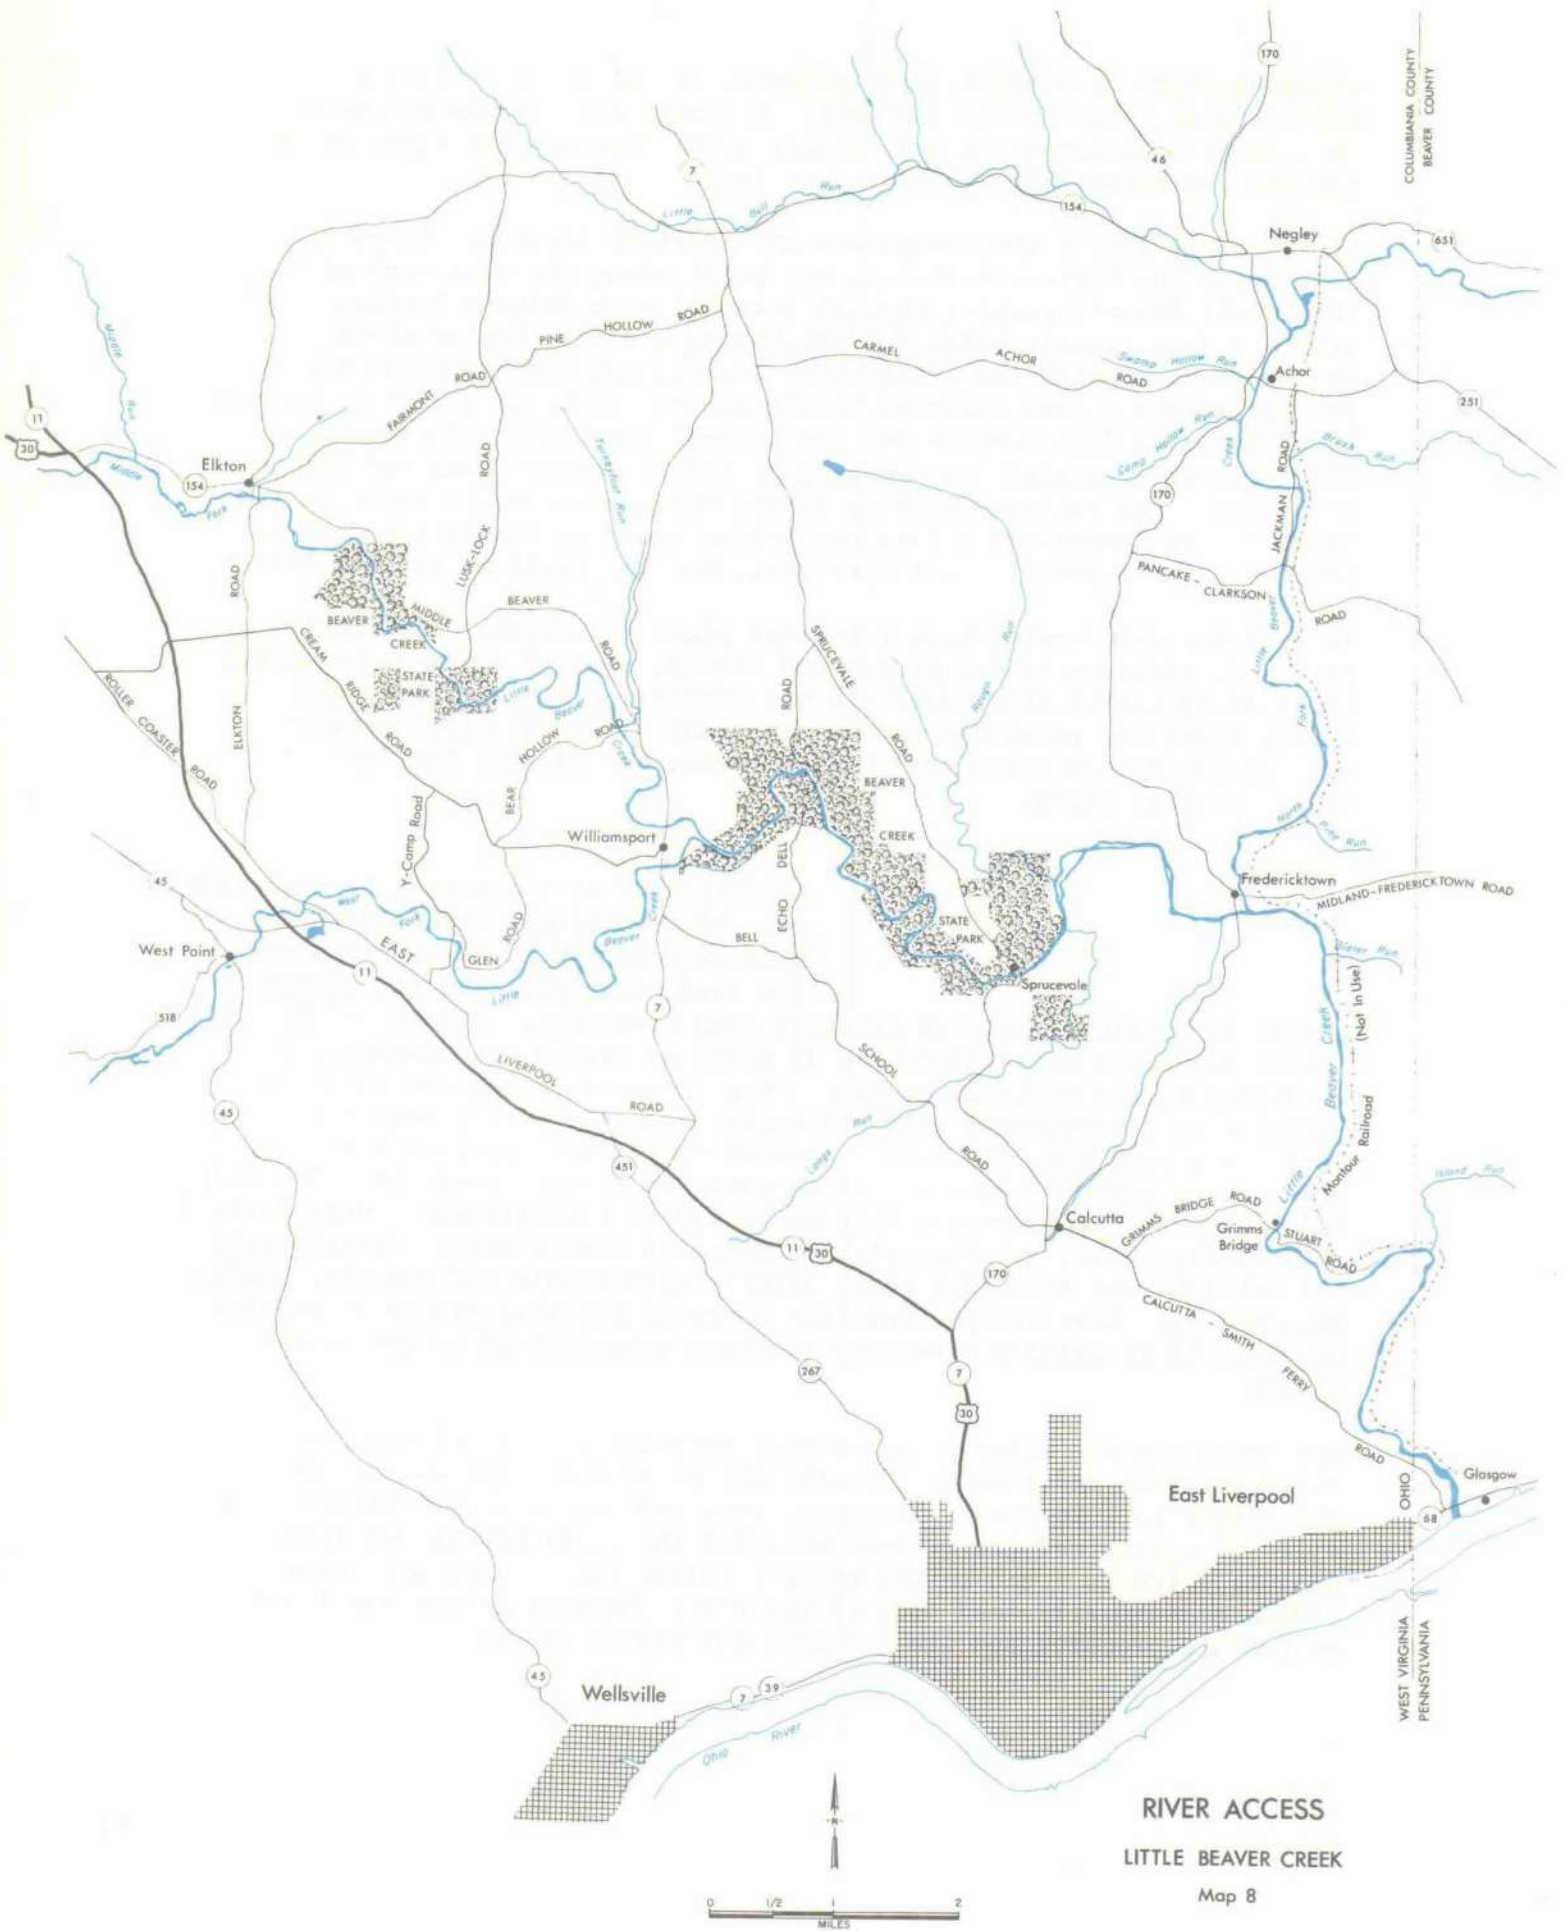 170
COLUMBIANA COUNTY
BEAVER COUNTY
46
7
Little Bull Run
154
Negley
651
Middle Run
PINE HOLLOW ROAD
CARMEL ACHOR ROAD
Swamp Hollow Run
Achor
FAIRMONT ROAD
251
11
30
Camp Hollow Run
Creek
Brush Run
Turkeyfoot Run
Elkton
154
Middle Fork
ROAD
LUSK-LOCK
170
JACKMAN ROAD
PANCAKE - CLARKSON ROAD
ELKTON ROAD
BEAVER
CREEK
STATE
PARK
MIDDLE BEAVER ROAD
CREAM RIDGE ROAD
SPRUCEVALE ROAD
Rough Run
Little Beaver
Fork
North
ROLLER COASTER ROAD
Little Beaver Creek
BEAR HOLLOW ROAD
ROAD
BEAVER
CREEK
STATE
PARK
Y-Camp Road
Williamsport
ECHO DELL
Pine Run
Fredericktown
MIDLAND-FREDERICKTOWN ROAD
45
West Fork
West Point
EAST
GLEN ROAD
Little Beaver Creek
BELL
Bieler Run
(Not In Use)
Sprucevale
11
7
518
LIVERPOOL ROAD
SCHOOL ROAD
Little Beaver Creek
Montour Railroad
45
451
Longs Run
Island Run
Calcutta
GRIMMS BRIDGE ROAD
Grimms
Bridge
STUART ROAD
11
30
170
CALCUTTA - SMITH FERRY ROAD
267
7
30
East Liverpool
OHIO
Glasgow
68
WEST VIRGINIA
PENNSYLVANIA
45
Wellsville
7
39
Ohio River
N
RIVER ACCESS
LITTLE BEAVER CREEK
Map 8
0 1/2 1 2
MILES